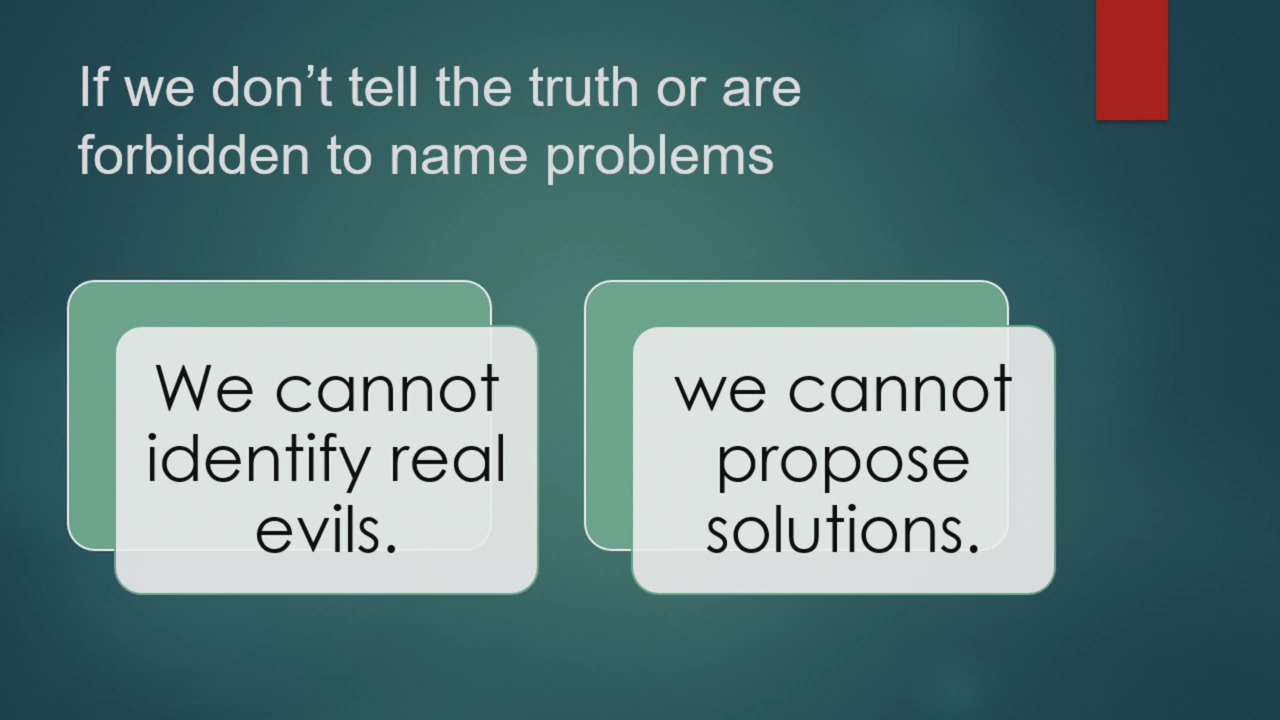 If we don’t tell the truth or are
forbidden to name problems
We cannot
identify real
evils.
we cannot
propose
solutions.